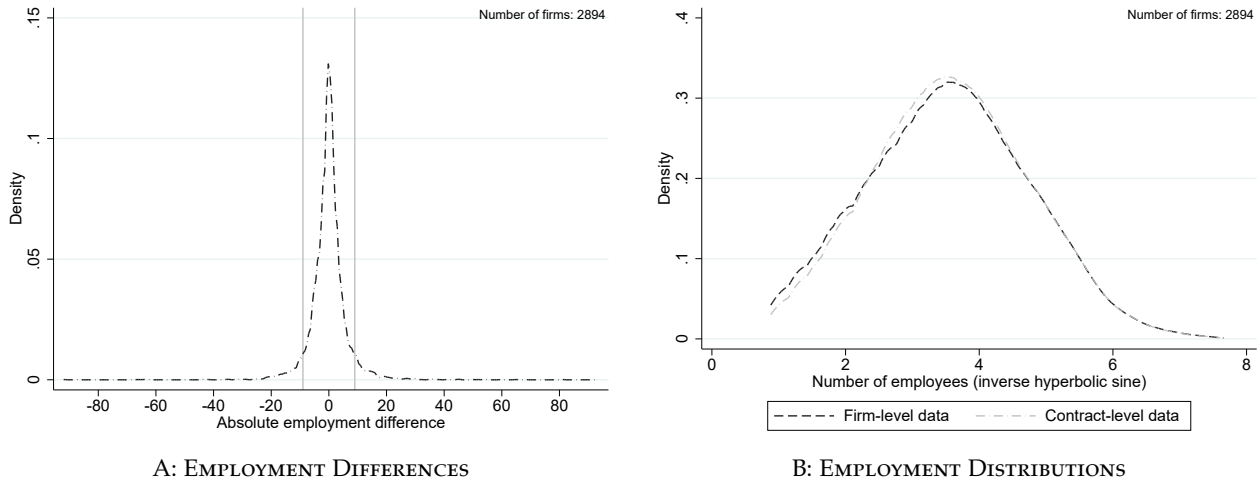 Number of firms: 2894
.15
.1
.05
0
Density
-80 -60 -40 -20 0 20 40 60 80
Absolute employment difference
A: EMPLOYMENT DIFFERENCES
Number of firms: 2894
.4
.3
.2
.1
0
Density
0 2 4 6 8
Number of employees (inverse hyperbolic sine)
Firm-level data Contract-level data
B: EMPLOYMENT DISTRIBUTIONS